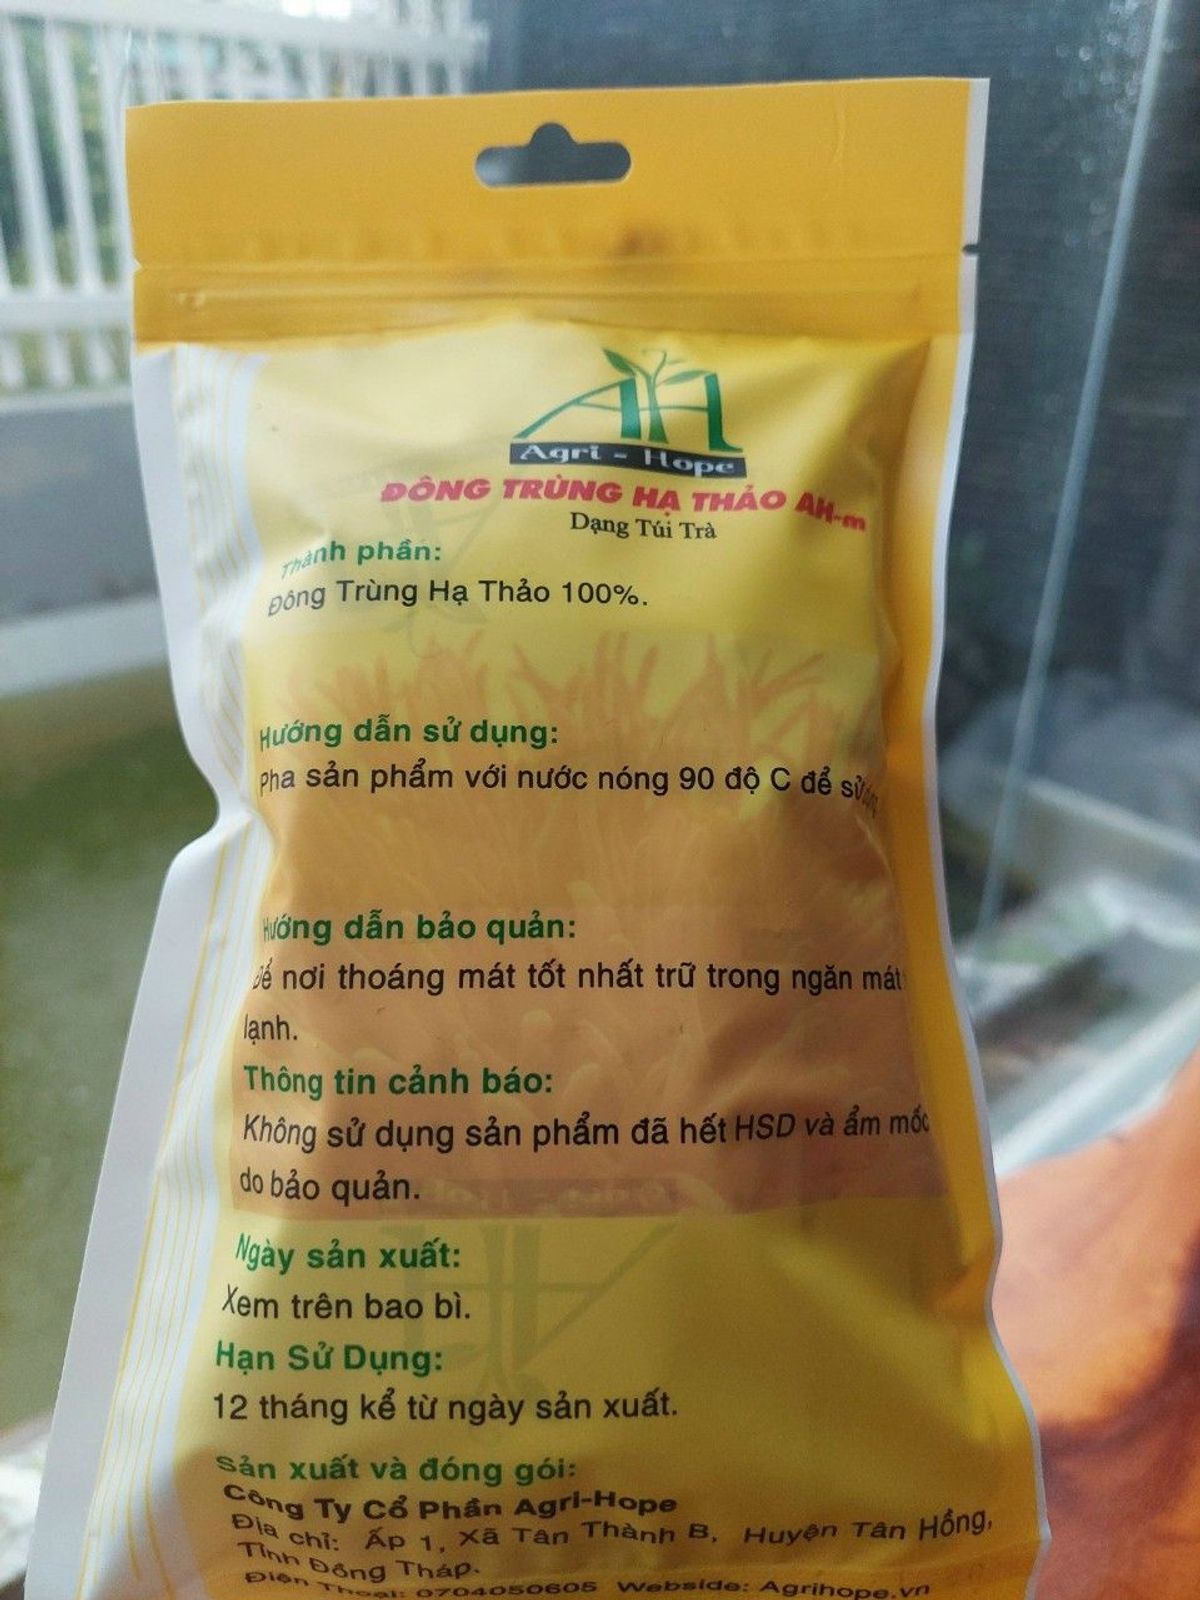 AH
Agri - Hope
ĐÔNG TRÙNG HẠ THẢO AH-m
Dạng Túi Trà
Thành phần:
Đông Trùng Hạ Thảo 100%.
Hướng dẫn sử dụng:
Pha sản phẩm với nước nóng 90 độ C để sử dụng
Hướng dẫn bảo quản:
Để nơi thoáng mát tốt nhất trữ trong ngăn mát
lạnh.
Thông tin cảnh báo:
Không sử dụng sản phẩm đã hết HSD và ẩm mốc
do bảo quản.
Ngày sản xuất:
Xem trên bao bì.
Hạn Sử Dụng:
12 tháng kể từ ngày sản xuất.
Sản xuất và đóng gói:
Công Ty Cổ Phần Agri-Hope
Địa chỉ: Ấp 1, Xã Tân Thành B, Huyện Tân Hồng,
Tỉnh Đồng Tháp.
Điện Thoại: 0704050605 Webside: Agrihope.vn